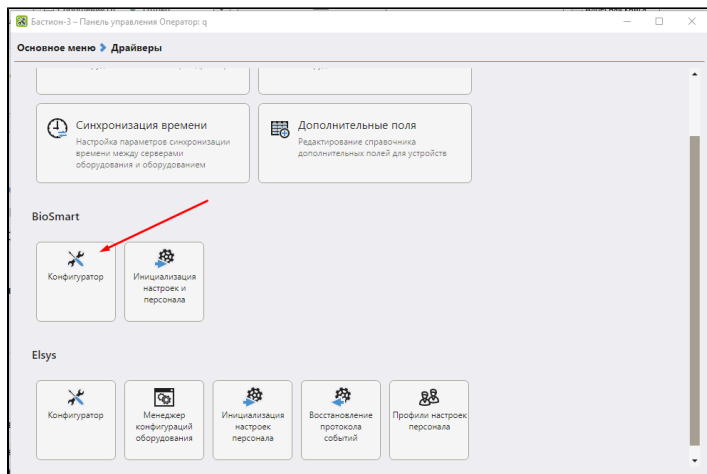 Бастион-3 – Панель управления Оператор: q
Основное меню Драйверы
Синхронизация времени
Настройка параметров синхронизации
времени между серверами
оборудования и оборудованием
Дополнительные поля
Редактирование справочника
дополнительных полей для устройств
BioSmart
Конфигуратор
Инициализация
настроек и
персонала
Elsys
Конфигуратор
Менеджер
конфигураций
оборудования
Инициализация
настроек
персонала
Восстановление
протокола
событий
Профили настроек
персонала